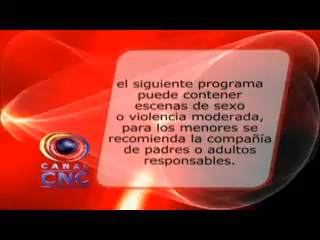 el siguiente programa
puede contener
escenas de sexo
o violencia moderada,
para los menores se
recomienda la compañía
de padres o adultos
responsables.
CANAL
CNC